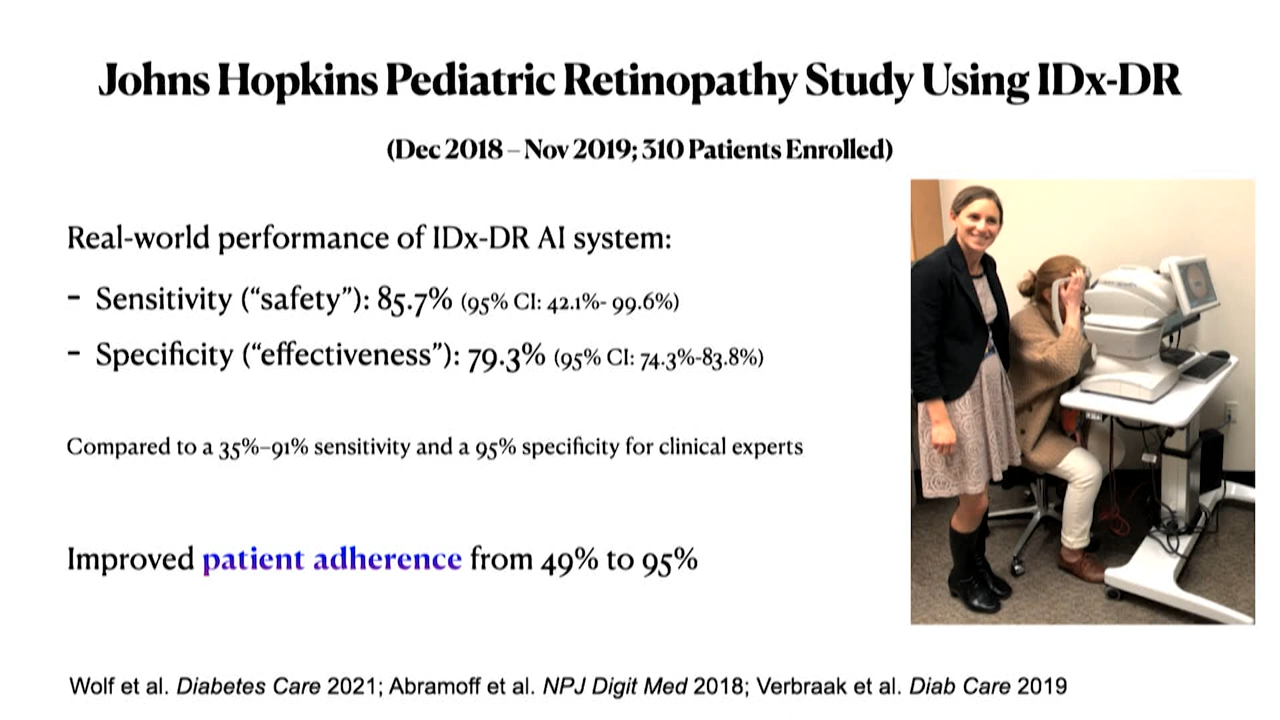 Johns Hopkins Pediatric Retinopathy Study Using IDx-DR
(Dec 2018 – Nov 2019; 310 Patients Enrolled)
Real-world performance of IDx-DR AI system:
- Sensitivity (“safety”): 85.7% (95% CI: 42.1%- 99.6%)
- Specificity (“effectiveness”): 79.3% (95% CI: 74.3%-83.8%)
Compared to a 35%–91% sensitivity and a 95% specificity for clinical experts
Improved patient adherence from 49% to 95%
Wolf et al. Diabetes Care 2021; Abramoff et al. NPJ Digit Med 2018; Verbraak et al. Diab Care 2019